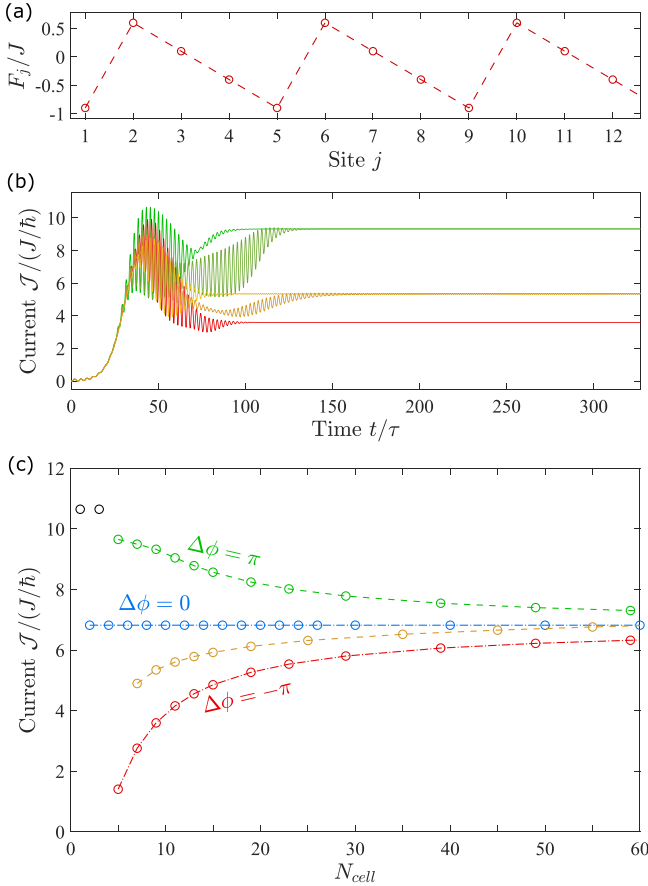 (a)
F_j/J
0.5
0
-0.5
-1
1 2 3 4 5 6 7 8 9 10 11 12
Site j
(b)
Current 𝒥/(J/ħ)
10
8
6
4
2
0
0 50 100 150 200 250 300
Time t/τ
(c)
Current 𝒥/(J/ħ)
12
10
8
6
4
2
0
Δϕ = π
Δϕ = 0
Δϕ = −π
0 10 20 30 40 50 60
N_cell